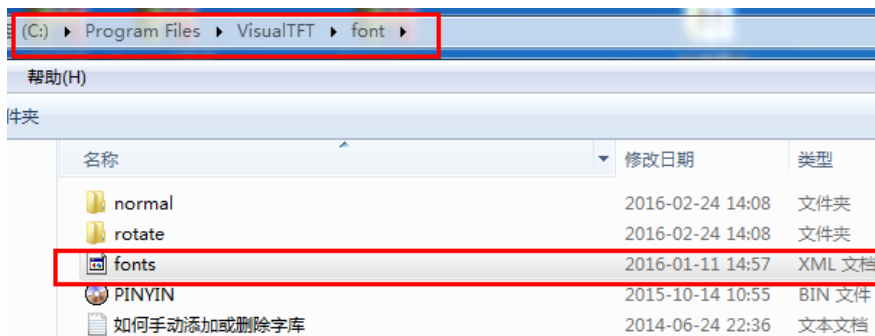 (C:) ▸ Program Files ▸ VisualTFT ▸ font ▸
帮助(H)
件夹
名称 修改日期 类型
normal 2016-02-24 14:08 文件夹
rotate 2016-02-24 14:08 文件夹
fonts 2016-01-11 14:57 XML 文档
PINYIN 2015-10-14 10:55 BIN 文件
如何手动添加或删除字库 2014-06-24 22:36 文本文档